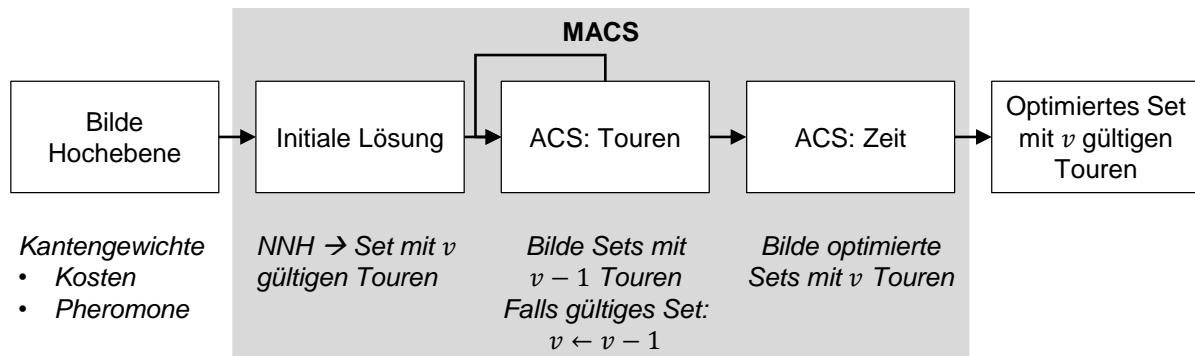 MACS
Bilde
Hochebene
Initiale Lösung
ACS: Touren
ACS: Zeit
Optimiertes Set
mit 𝑣 gültigen
Touren
Kantengewichte
• Kosten
• Pheromone
NNH → Set mit 𝑣
gültigen Touren
Bilde Sets mit
𝑣 − 1 Touren
Falls gültiges Set:
𝑣 ← 𝑣 − 1
Bilde optimierte
Sets mit 𝑣 Touren